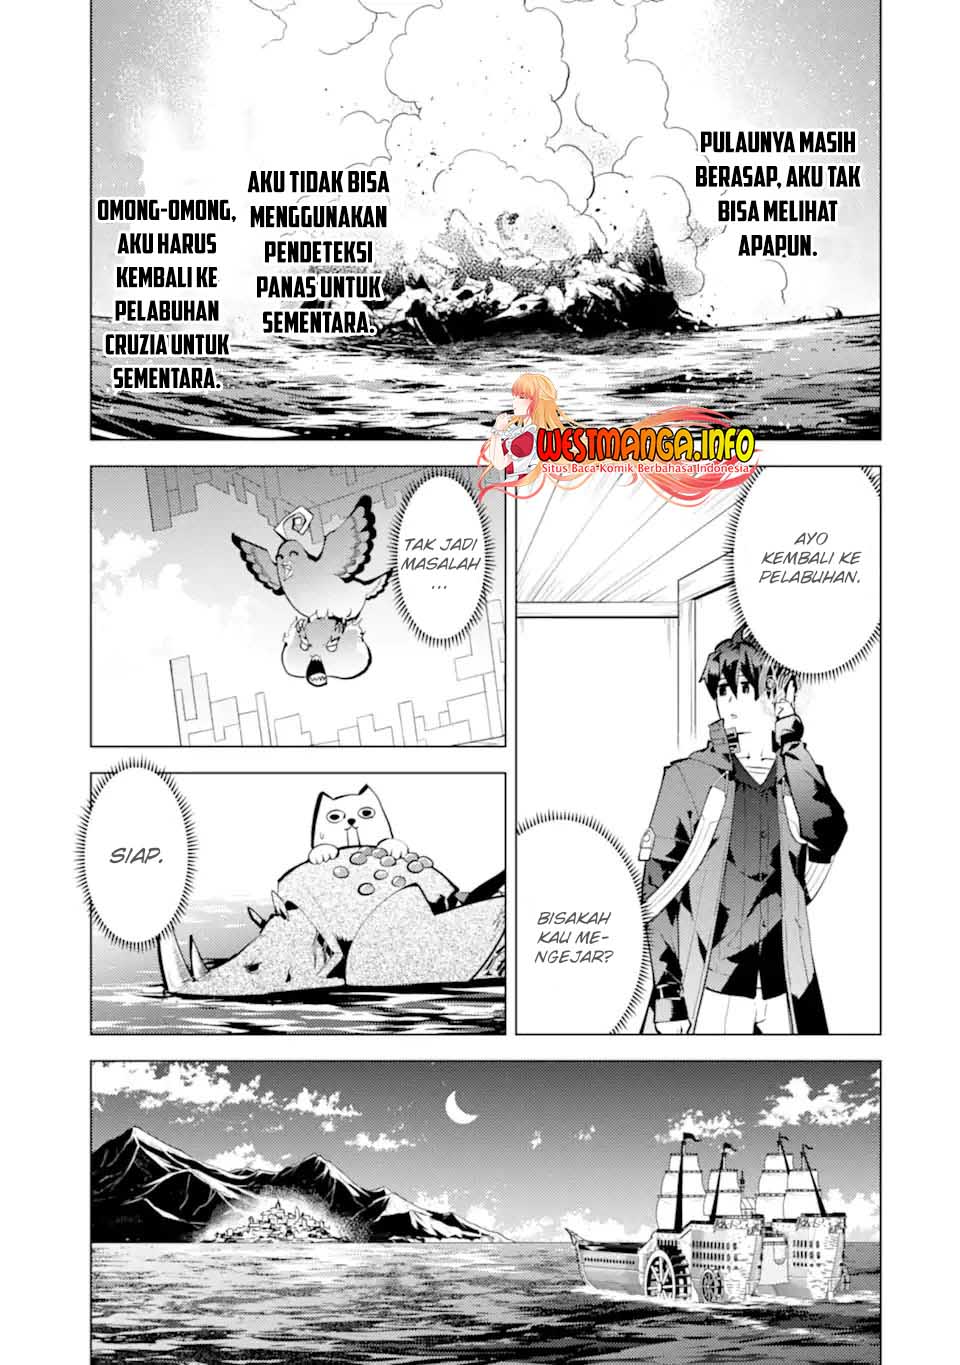 PULAUNYA MASIH
BERASAP, AKU TAK
BISA MELIHAT
APAPUN.
AKU TIDAK BISA
MENGGUNAKAN
PENDETEKSI
PANAS UNTUK
SEMENTARA.
OMONG-OMONG,
AKU HARUS
KEMBALI KE
PELABUHAN
CRUZIA UNTUK
SEMENTARA.
WESTMANGA.INFO
Situs Baca Komik Berbahasa Indonesia
AYO
KEMBALI KE
PELABUHAN.
BISAKAH
KAU ME-
NGEJAR?
TAK JADI
MASALAH
...
SIAP.